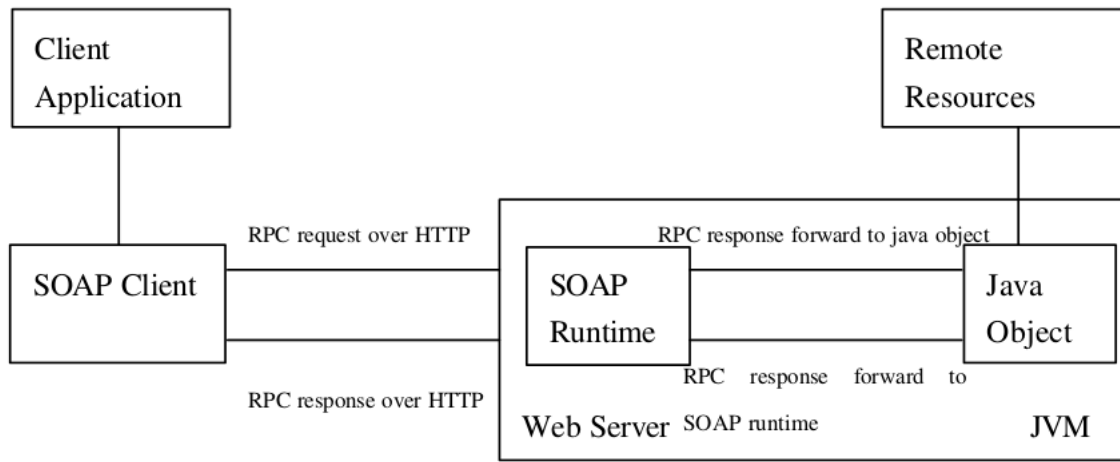 Client
Application
Remote
Resources
RPC request over HTTP
RPC response forward to java object
SOAP Client
SOAP
Runtime
Java
Object
RPC response over HTTP
RPC response forward to
SOAP runtime
Web Server
JVM